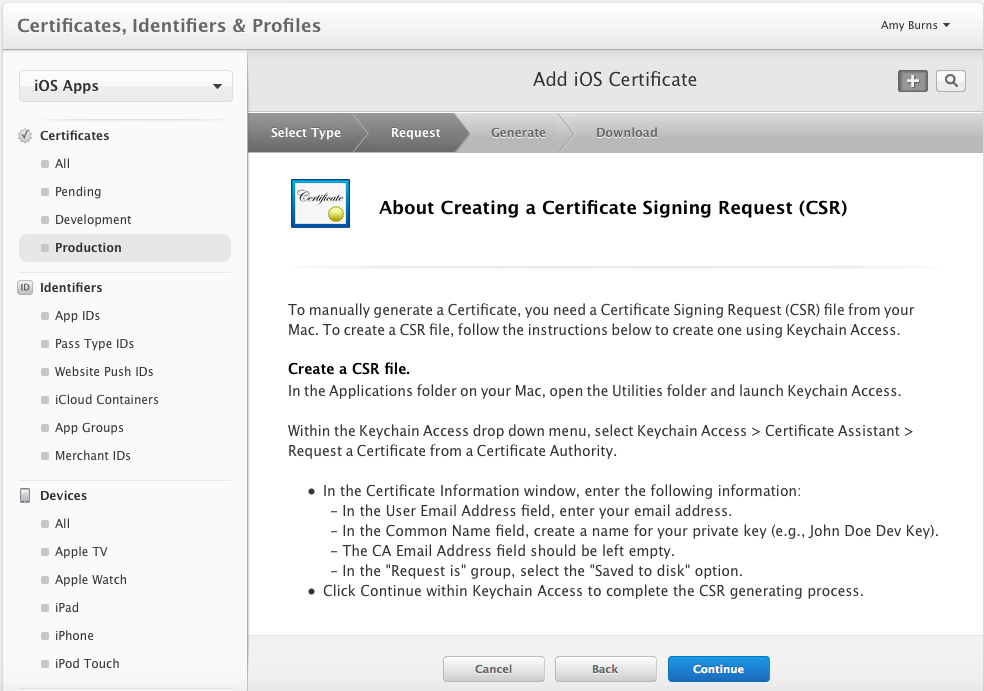 Certificates, Identifiers & Profiles
Amy Burns
iOS Apps
Add iOS Certificate
Select Type
Request
Generate
Download
Certificates
All
Pending
Development
Production
ID
Identifiers
App IDs
Pass Type IDs
Website Push IDs
iCloud Containers
App Groups
Merchant IDs
Devices
All
Apple TV
Apple Watch
iPad
iPhone
iPod Touch
Certificate
About Creating a Certificate Signing Request (CSR)
To manually generate a Certificate, you need a Certificate Signing Request (CSR) file from your
Mac. To create a CSR file, follow the instructions below to create one using Keychain Access.
Create a CSR file.
In the Applications folder on your Mac, open the Utilities folder and launch Keychain Access.
Within the Keychain Access drop down menu, select Keychain Access > Certificate Assistant >
Request a Certificate from a Certificate Authority.
• In the Certificate Information window, enter the following information:
– In the User Email Address field, enter your email address.
– In the Common Name field, create a name for your private key (e.g., John Doe Dev Key).
– The CA Email Address field should be left empty.
– In the "Request is" group, select the "Saved to disk" option.
• Click Continue within Keychain Access to complete the CSR generating process.
Cancel
Back
Continue